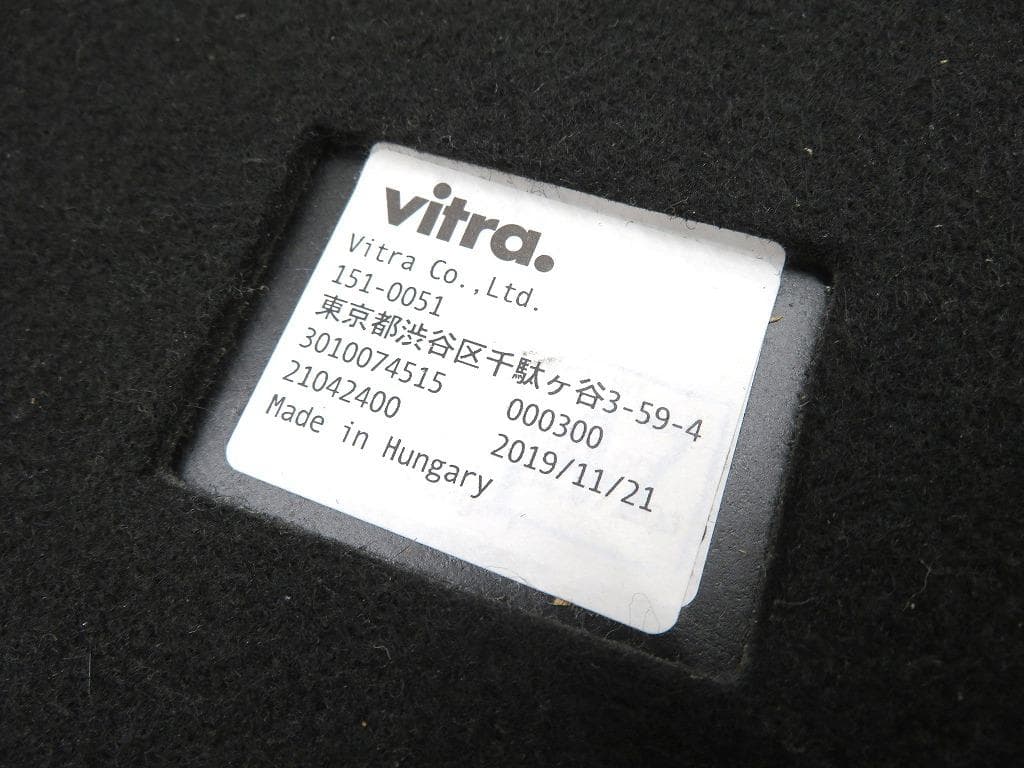 vitra.
Vitra Co.,Ltd.
151-0051
東京都渋谷区千駄ヶ谷3-59-4
3010074515 000300
21042400 2019/11/21
Made in Hungary